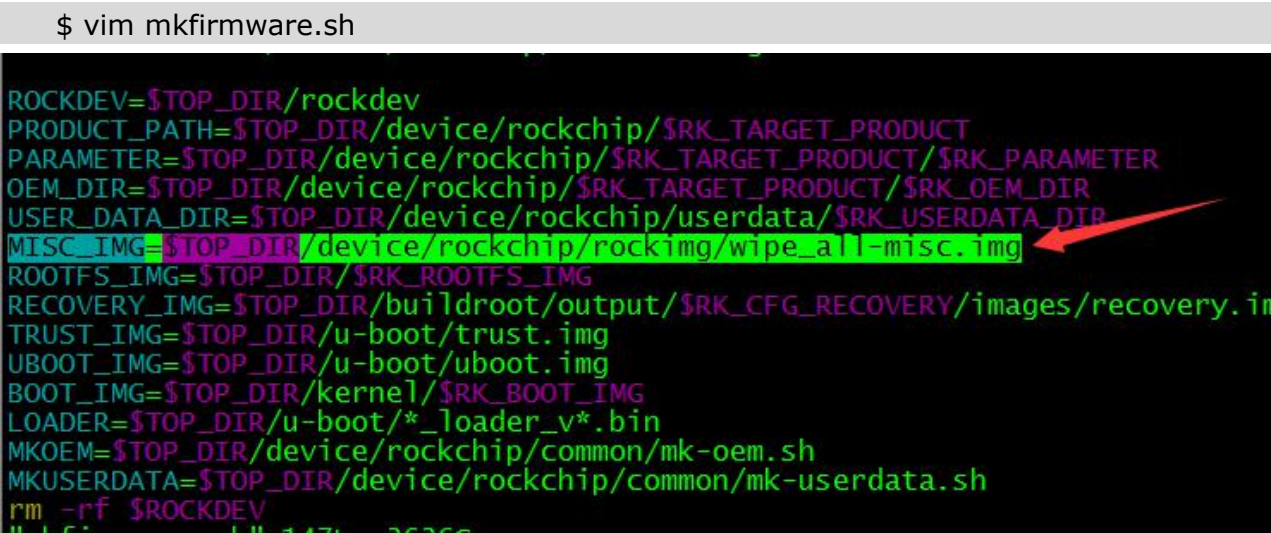 $ vim mkfirmware.sh
ROCKDEV=$TOP_DIR/rockdev
PRODUCT_PATH=$TOP_DIR/device/rockchip/$RK_TARGET_PRODUCT
PARAMETER=$TOP_DIR/device/rockchip/$RK_TARGET_PRODUCT/$RK_PARAMETER
OEM_DIR=$TOP_DIR/device/rockchip/$RK_TARGET_PRODUCT/$RK_OEM_DIR
USER_DATA_DIR=$TOP_DIR/device/rockchip/userdata/$RK_USERDATA_DIR
MISC_IMG=$TOP_DIR/device/rockchip/rockimg/wipe_all-misc.img
ROOTFS_IMG=$TOP_DIR/$RK_ROOTFS_IMG
RECOVERY_IMG=$TOP_DIR/buildroot/output/$RK_CFG_RECOVERY/images/recovery.im
TRUST_IMG=$TOP_DIR/u-boot/trust.img
UBOOT_IMG=$TOP_DIR/u-boot/uboot.img
BOOT_IMG=$TOP_DIR/kernel/$RK_BOOT_IMG
LOADER=$TOP_DIR/u-boot/*_loader_v*.bin
MKOEM=$TOP_DIR/device/rockchip/common/mk-oem.sh
MKUSERDATA=$TOP_DIR/device/rockchip/common/mk-userdata.sh
rm -rf $ROCKDEV